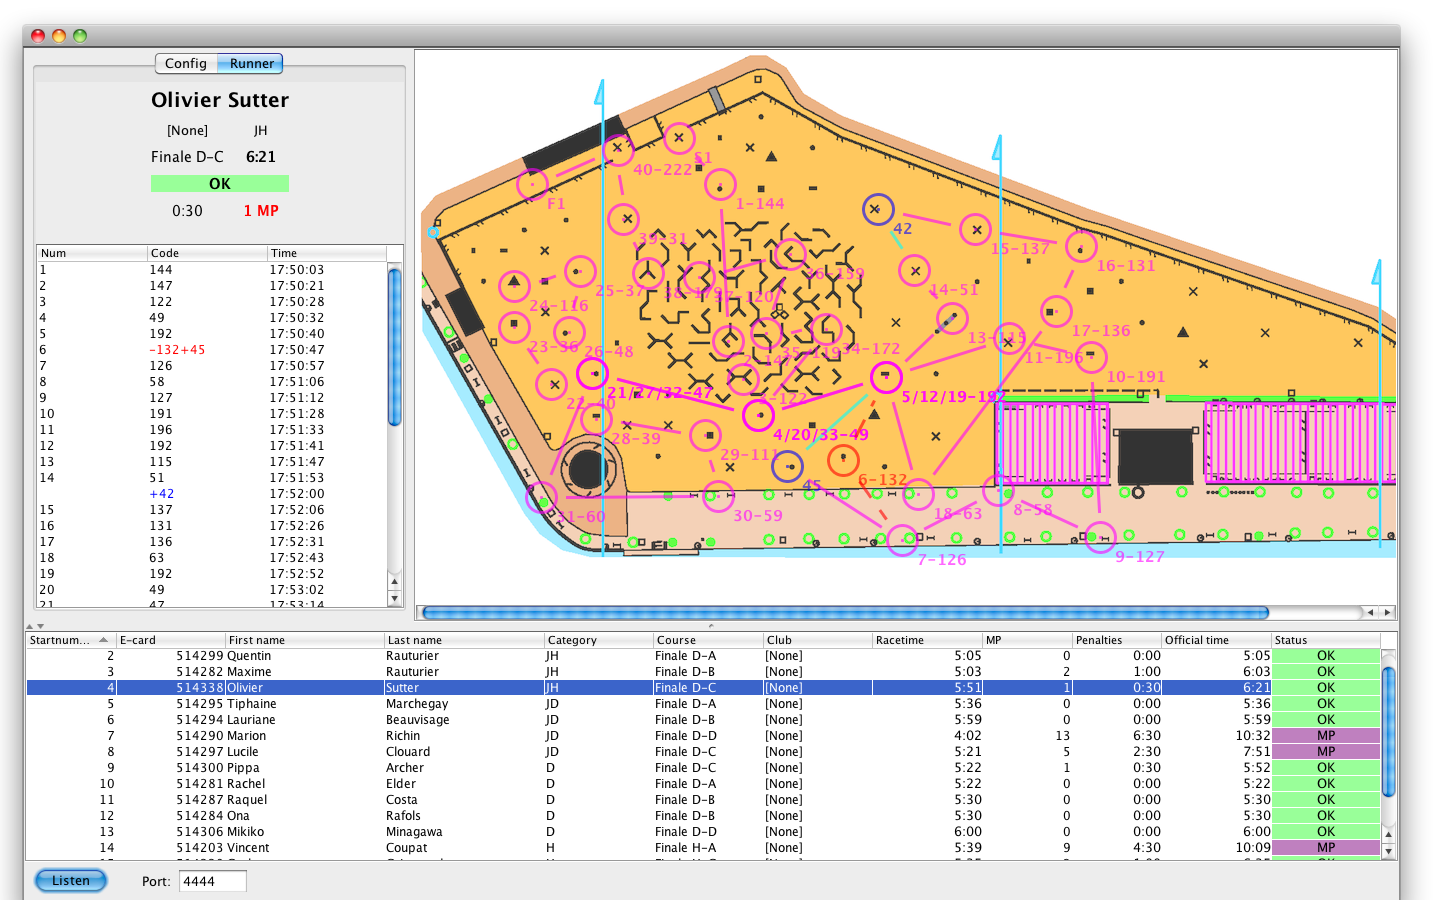 Config Runner
Olivier Sutter
[None] JH
Finale D-C 6:21
OK
0:30 1 MP
Num Code Time
1 144 17:50:03
2 147 17:50:21
3 122 17:50:28
4 49 17:50:32
5 192 17:50:40
6 -132+45 17:50:47
7 126 17:50:57
8 58 17:51:06
9 127 17:51:12
10 191 17:51:28
11 196 17:51:33
12 192 17:51:41
13 115 17:51:47
14 51 17:51:53
+42 17:52:00
15 137 17:52:06
16 131 17:52:26
17 136 17:52:31
18 63 17:52:43
19 192 17:52:52
20 49 17:53:02
21 47 17:53:14
S1
40-222
F1
1-144
42
39-31
15-137
16-131
36-159
25-37
38-179
37-120
14-51
24-116
17-136
13-115
23-36
26-48
35-119
34-172
11-196
10-191
21/27/32-47
5/12/19-192
22-40
28-39
4/20/33-49
29-111
45
6-132
31-60
30-59
18-63
8-58
7-126
9-127
Startnum... E-card First name Last name Category Course Club Racetime MP Penalties Official time Status
2 514299 Quentin Rauturier JH Finale D-A [None] 5:05 0 0:00 5:05 OK
3 514282 Maxime Rauturier JH Finale D-B [None] 5:03 2 1:00 6:03 OK
4 514338 Olivier Sutter JH Finale D-C [None] 5:51 1 0:30 6:21 OK
5 514295 Tiphaine Marchegay JD Finale D-A [None] 5:36 0 0:00 5:36 OK
6 514294 Lauriane Beauvisage JD Finale D-B [None] 5:59 0 0:00 5:59 OK
7 514290 Marion Richin JD Finale D-D [None] 4:02 13 6:30 10:32 MP
8 514297 Lucile Clouard JD Finale D-C [None] 5:21 5 2:30 7:51 MP
9 514300 Pippa Archer D Finale D-C [None] 5:22 1 0:30 5:52 OK
10 514281 Rachel Elder D Finale D-A [None] 5:22 0 0:00 5:22 OK
11 514287 Raquel Costa D Finale D-B [None] 5:30 0 0:00 5:30 OK
12 514284 Ona Rafols D Finale D-B [None] 5:30 0 0:00 5:30 OK
13 514306 Mikiko Minagawa D Finale D-D [None] 6:00 0 0:00 6:00 OK
14 514203 Vincent Coupat H Finale H-A [None] 5:39 9 4:30 10:09 MP
Listen Port: 4444